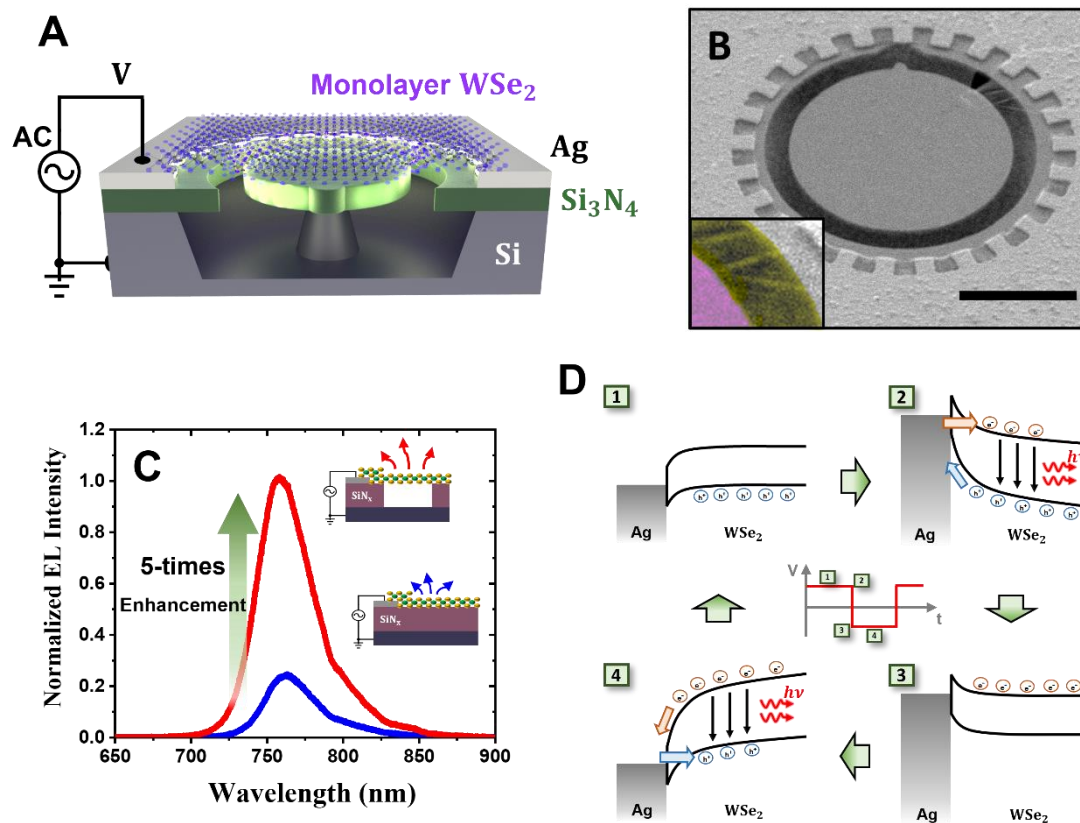 A
V
AC
Monolayer WSe₂
Ag
Si₃N₄
Si
B
C
Normalized EL Intensity
1.2
1.0
0.8
0.6
0.4
0.2
0.0
5-times
Enhancement
SiNₓ
SiNₓ
650 700 750 800 850 900
Wavelength (nm)
D
1
Ag WSe₂
h⁺ h⁺ h⁺ h⁺ h⁺
2
e⁻ e⁻ e⁻
hν
h⁺ h⁺ h⁺ h⁺ h⁺
Ag WSe₂
V
1 2
3 4
t
4
e⁻ e⁻ e⁻ e⁻ e⁻
hν
h⁺ h⁺ h⁺
Ag WSe₂
3
e⁻ e⁻ e⁻ e⁻ e⁻
Ag WSe₂